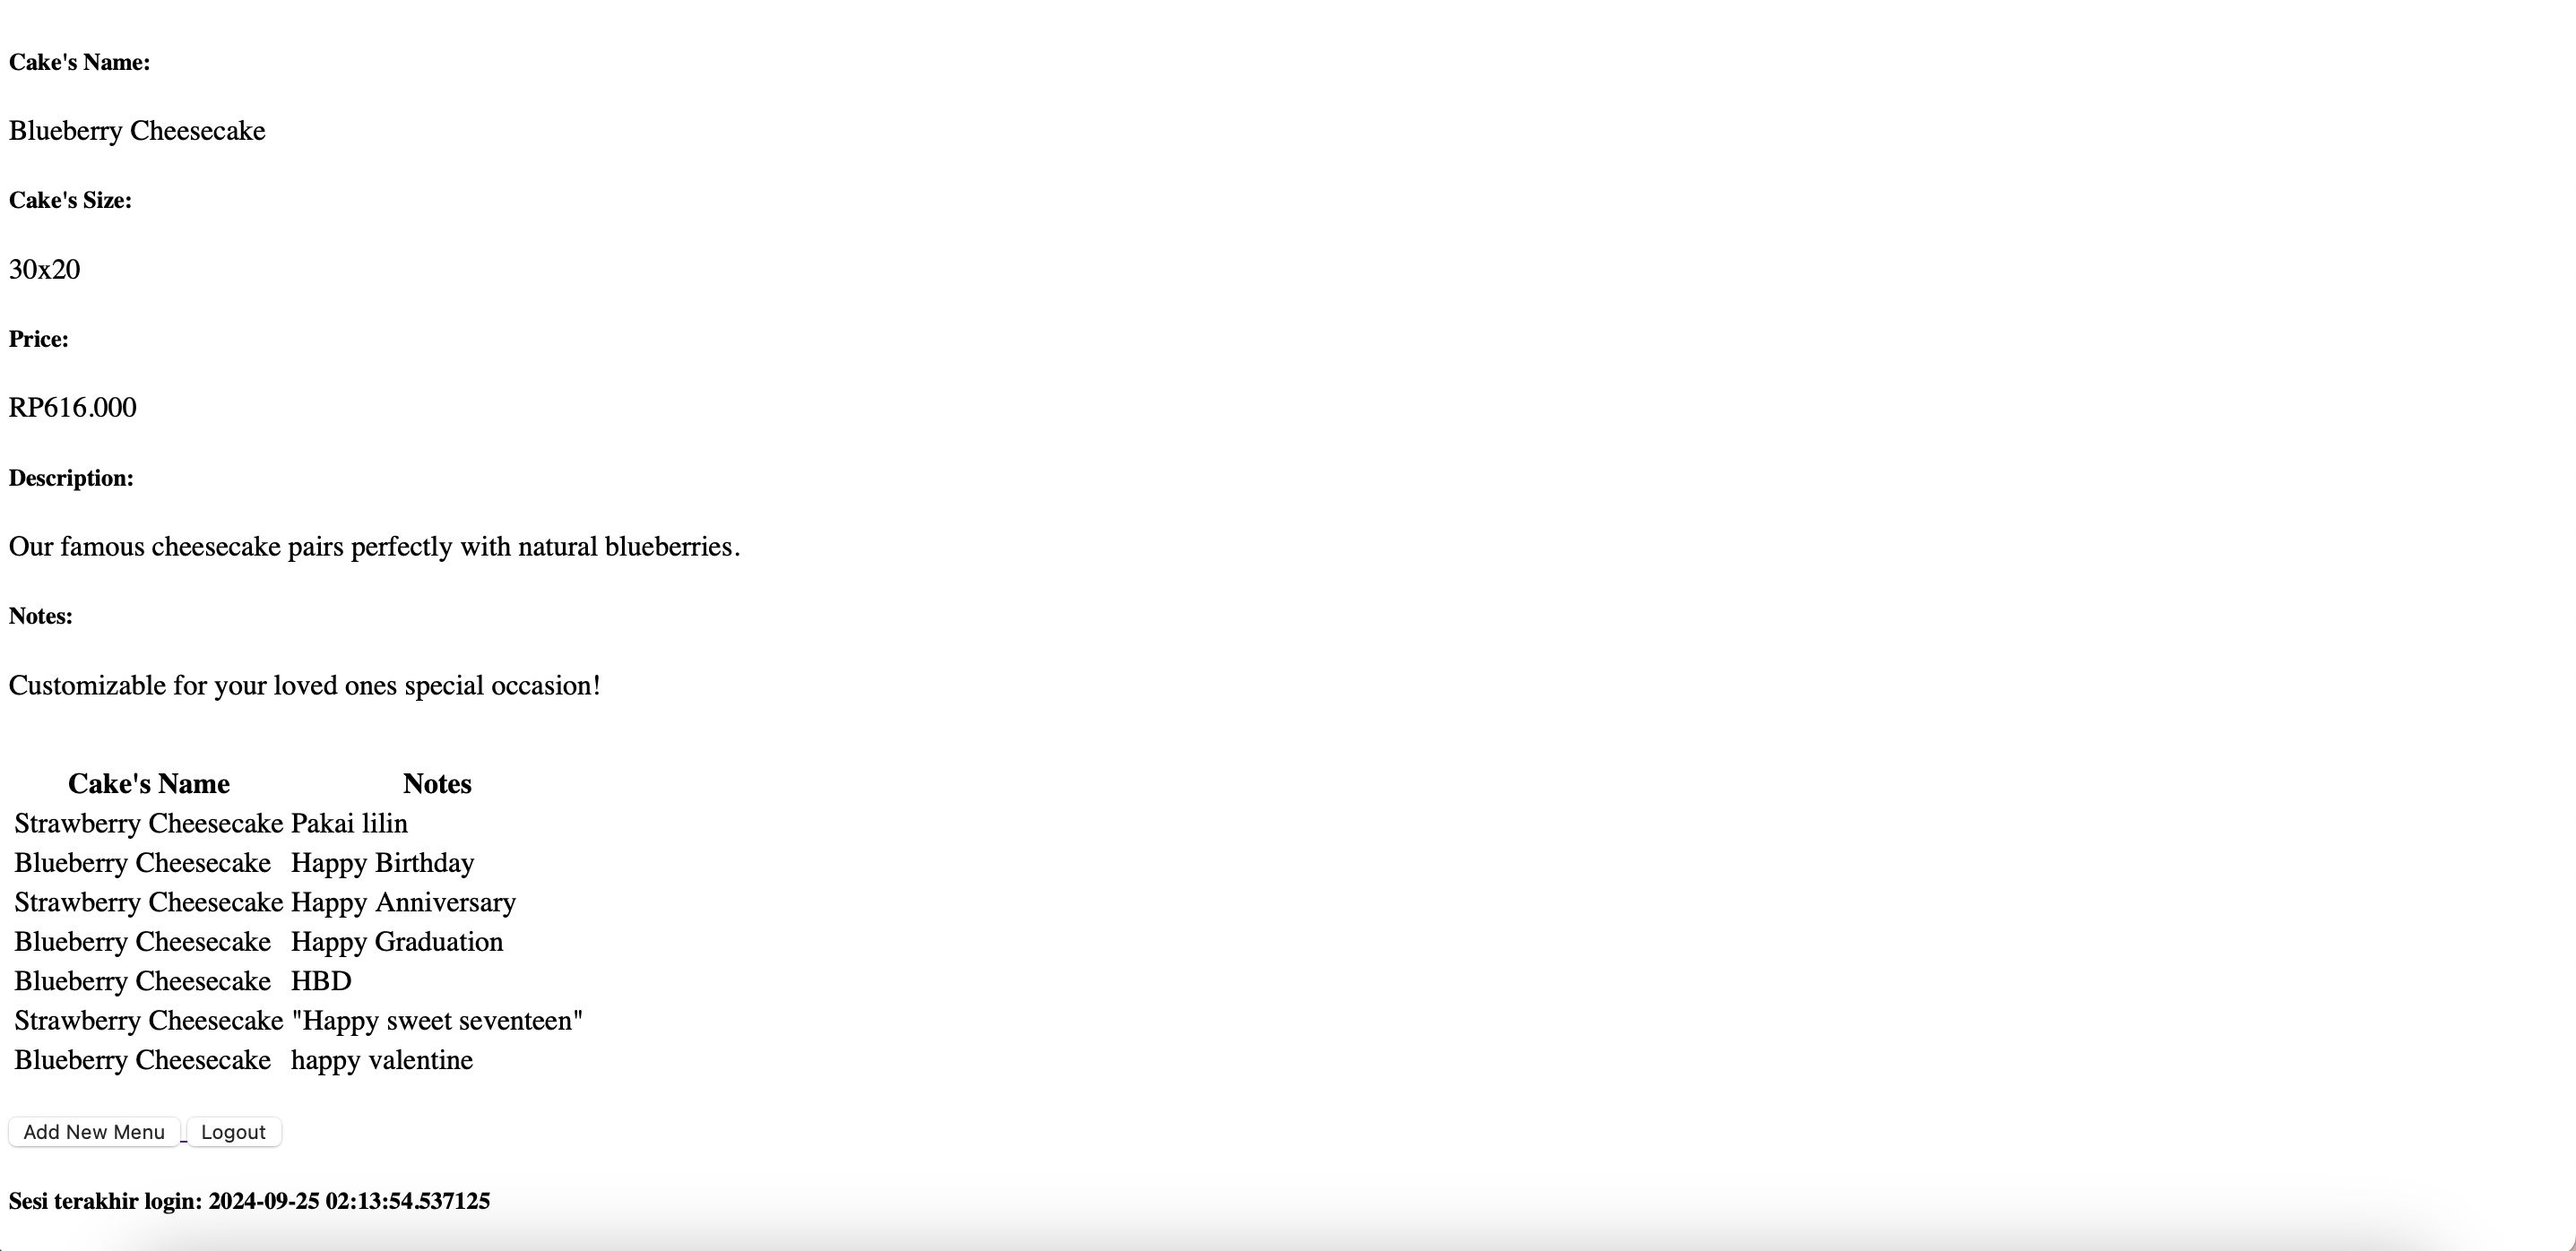 Cake's Name:
Blueberry Cheesecake
Cake's Size:
30x20
Price:
RP616.000
Description:
Our famous cheesecake pairs perfectly with natural blueberries.
Notes:
Customizable for your loved ones special occasion!
Cake's Name Notes
Strawberry Cheesecake Pakai lilin
Blueberry Cheesecake Happy Birthday
Strawberry Cheesecake Happy Anniversary
Blueberry Cheesecake Happy Graduation
Blueberry Cheesecake HBD
Strawberry Cheesecake "Happy sweet seventeen"
Blueberry Cheesecake happy valentine
Add New Menu Logout
Sesi terakhir login: 2024-09-25 02:13:54.537125